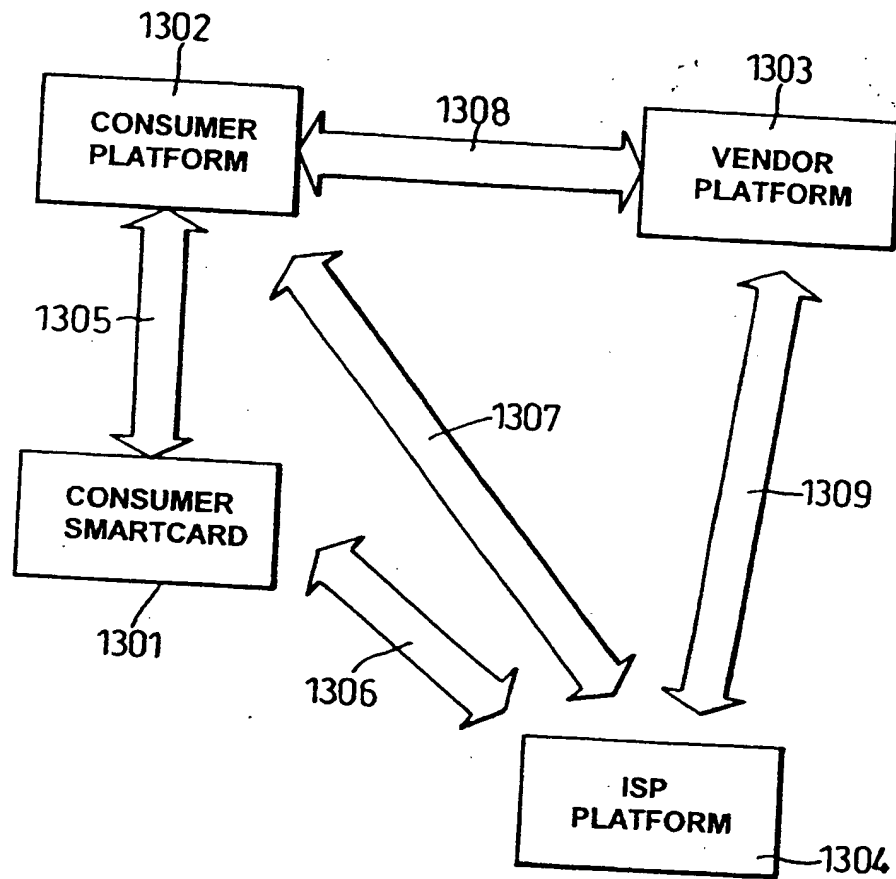 1302
CONSUMER
PLATFORM
1308
1303
VENDOR
PLATFORM
1305
1307
1309
CONSUMER
SMARTCARD
1301
1306
ISP
PLATFORM
1304